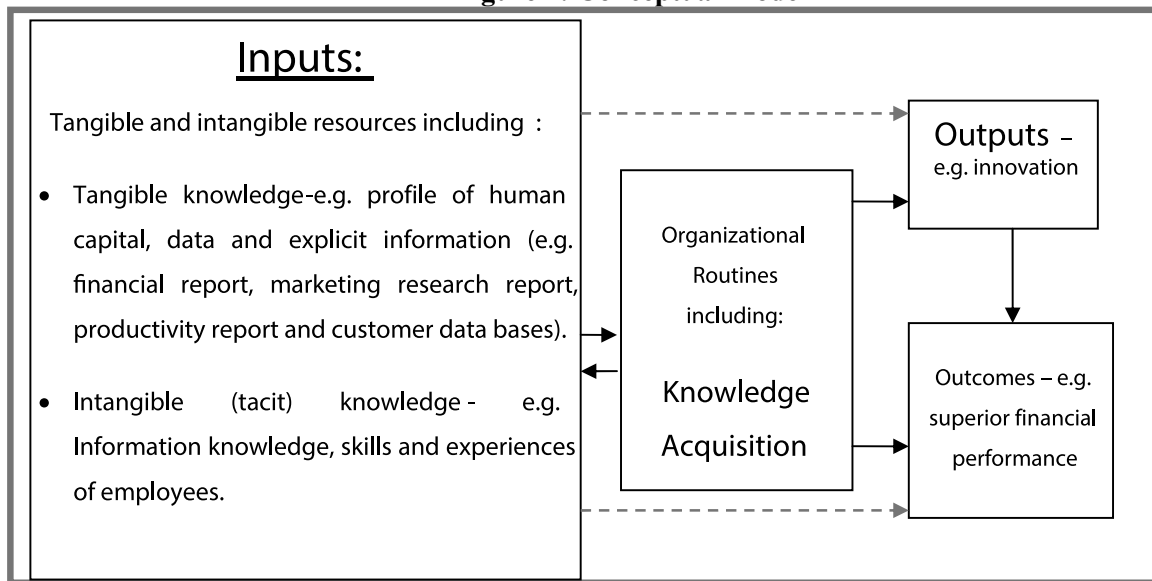 Inputs:
Tangible and intangible resources including :
• Tangible knowledge-e.g. profile of human
capital, data and explicit information (e.g.
financial report, marketing research report,
productivity report and customer data bases).
• Intangible (tacit) knowledge - e.g.
Information knowledge, skills and experiences
of employees.
Organizational
Routines
including:
Knowledge
Acquisition
Outputs –
e.g. innovation
Outcomes – e.g.
superior financial
performance